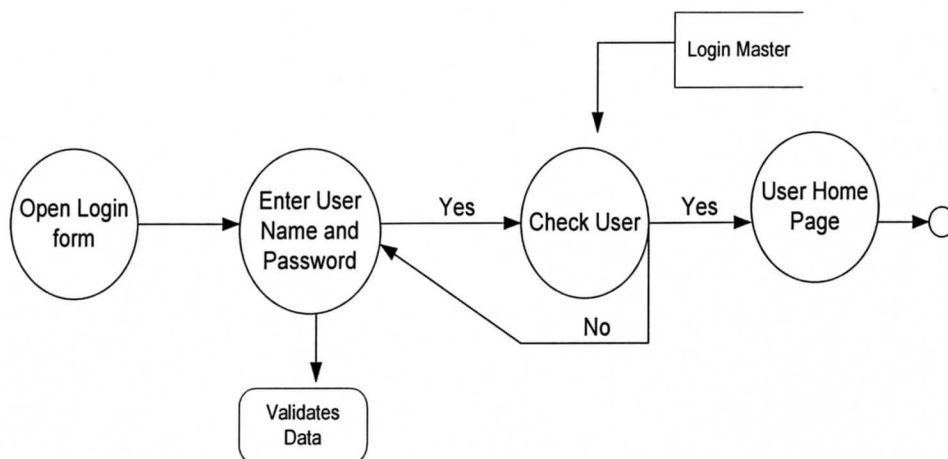 Login Master
Open Login
form
Enter User
Name and
Password
Yes
Check User
Yes
User Home
Page
No
Validates
Data